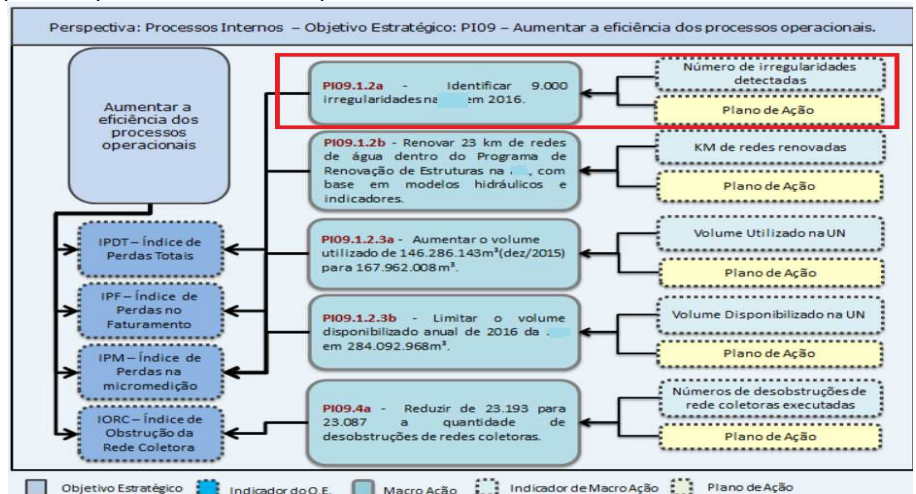 Perspectiva: Processos Internos – Objetivo Estratégico: PI09 – Aumentar a eficiência dos processos operacionais.
Aumentar a
eficiência dos
processos
operacionais
IPDT – Índice de
Perdas Totais
IPF – Índice de
Perdas no
Faturamento
IPM – Índice de
Perdas na
micromedição
IORC – Índice de
Obstrução da
Rede Coletora
PI09.1.2a - Identificar 9.000
irregularidades na em 2016.
PI09.1.2b - Renovar 23 km de redes
de água dentro do Programa de
Renovação de Estruturas na , com
base em modelos hidráulicos e
indicadores.
PI09.1.2.3a - Aumentar o volume
utilizado de 146.286.143m³(dez/2015)
para 167.962.008m³.
PI09.1.2.3b - Limitar o volume
disponibilizado anual de 2016 da
em 284.092.968m³.
PI09.4a - Reduzir de 23.193 para
23.087 a quantidade de
desobstruções de redes coletoras.
Número de irregularidades
detectadas
Plano de Ação
KM de redes renovadas
Plano de Ação
Volume Utilizado na UN
Plano de Ação
Volume Disponibilizado na UN
Plano de Ação
Números de desobstruções de
rede coletoras executadas
Plano de Ação
Objetivo Estratégico Indicador do O.E. Macro Ação Indicador de Macro Ação Plano de Ação